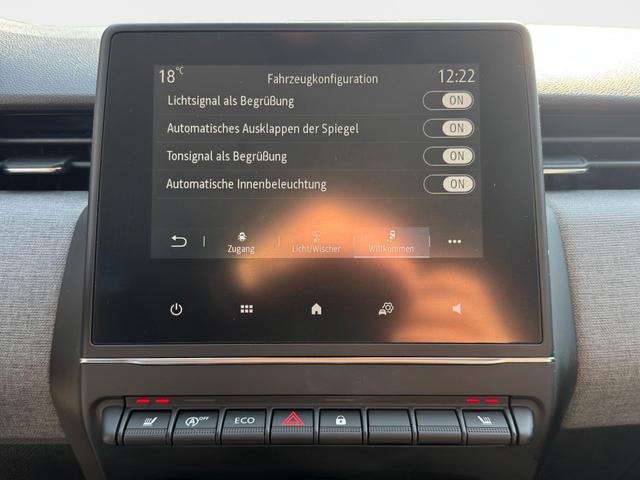 18°C
12:22
Fahrzeugkonfiguration
Lichtsignal als Begrüßung ON
Automatisches Ausklappen der Spiegel ON
Tonsignal als Begrüßung ON
Automatische Innenbeleuchtung ON
Zugang Licht/Wischer Willkommen
OFF ECO